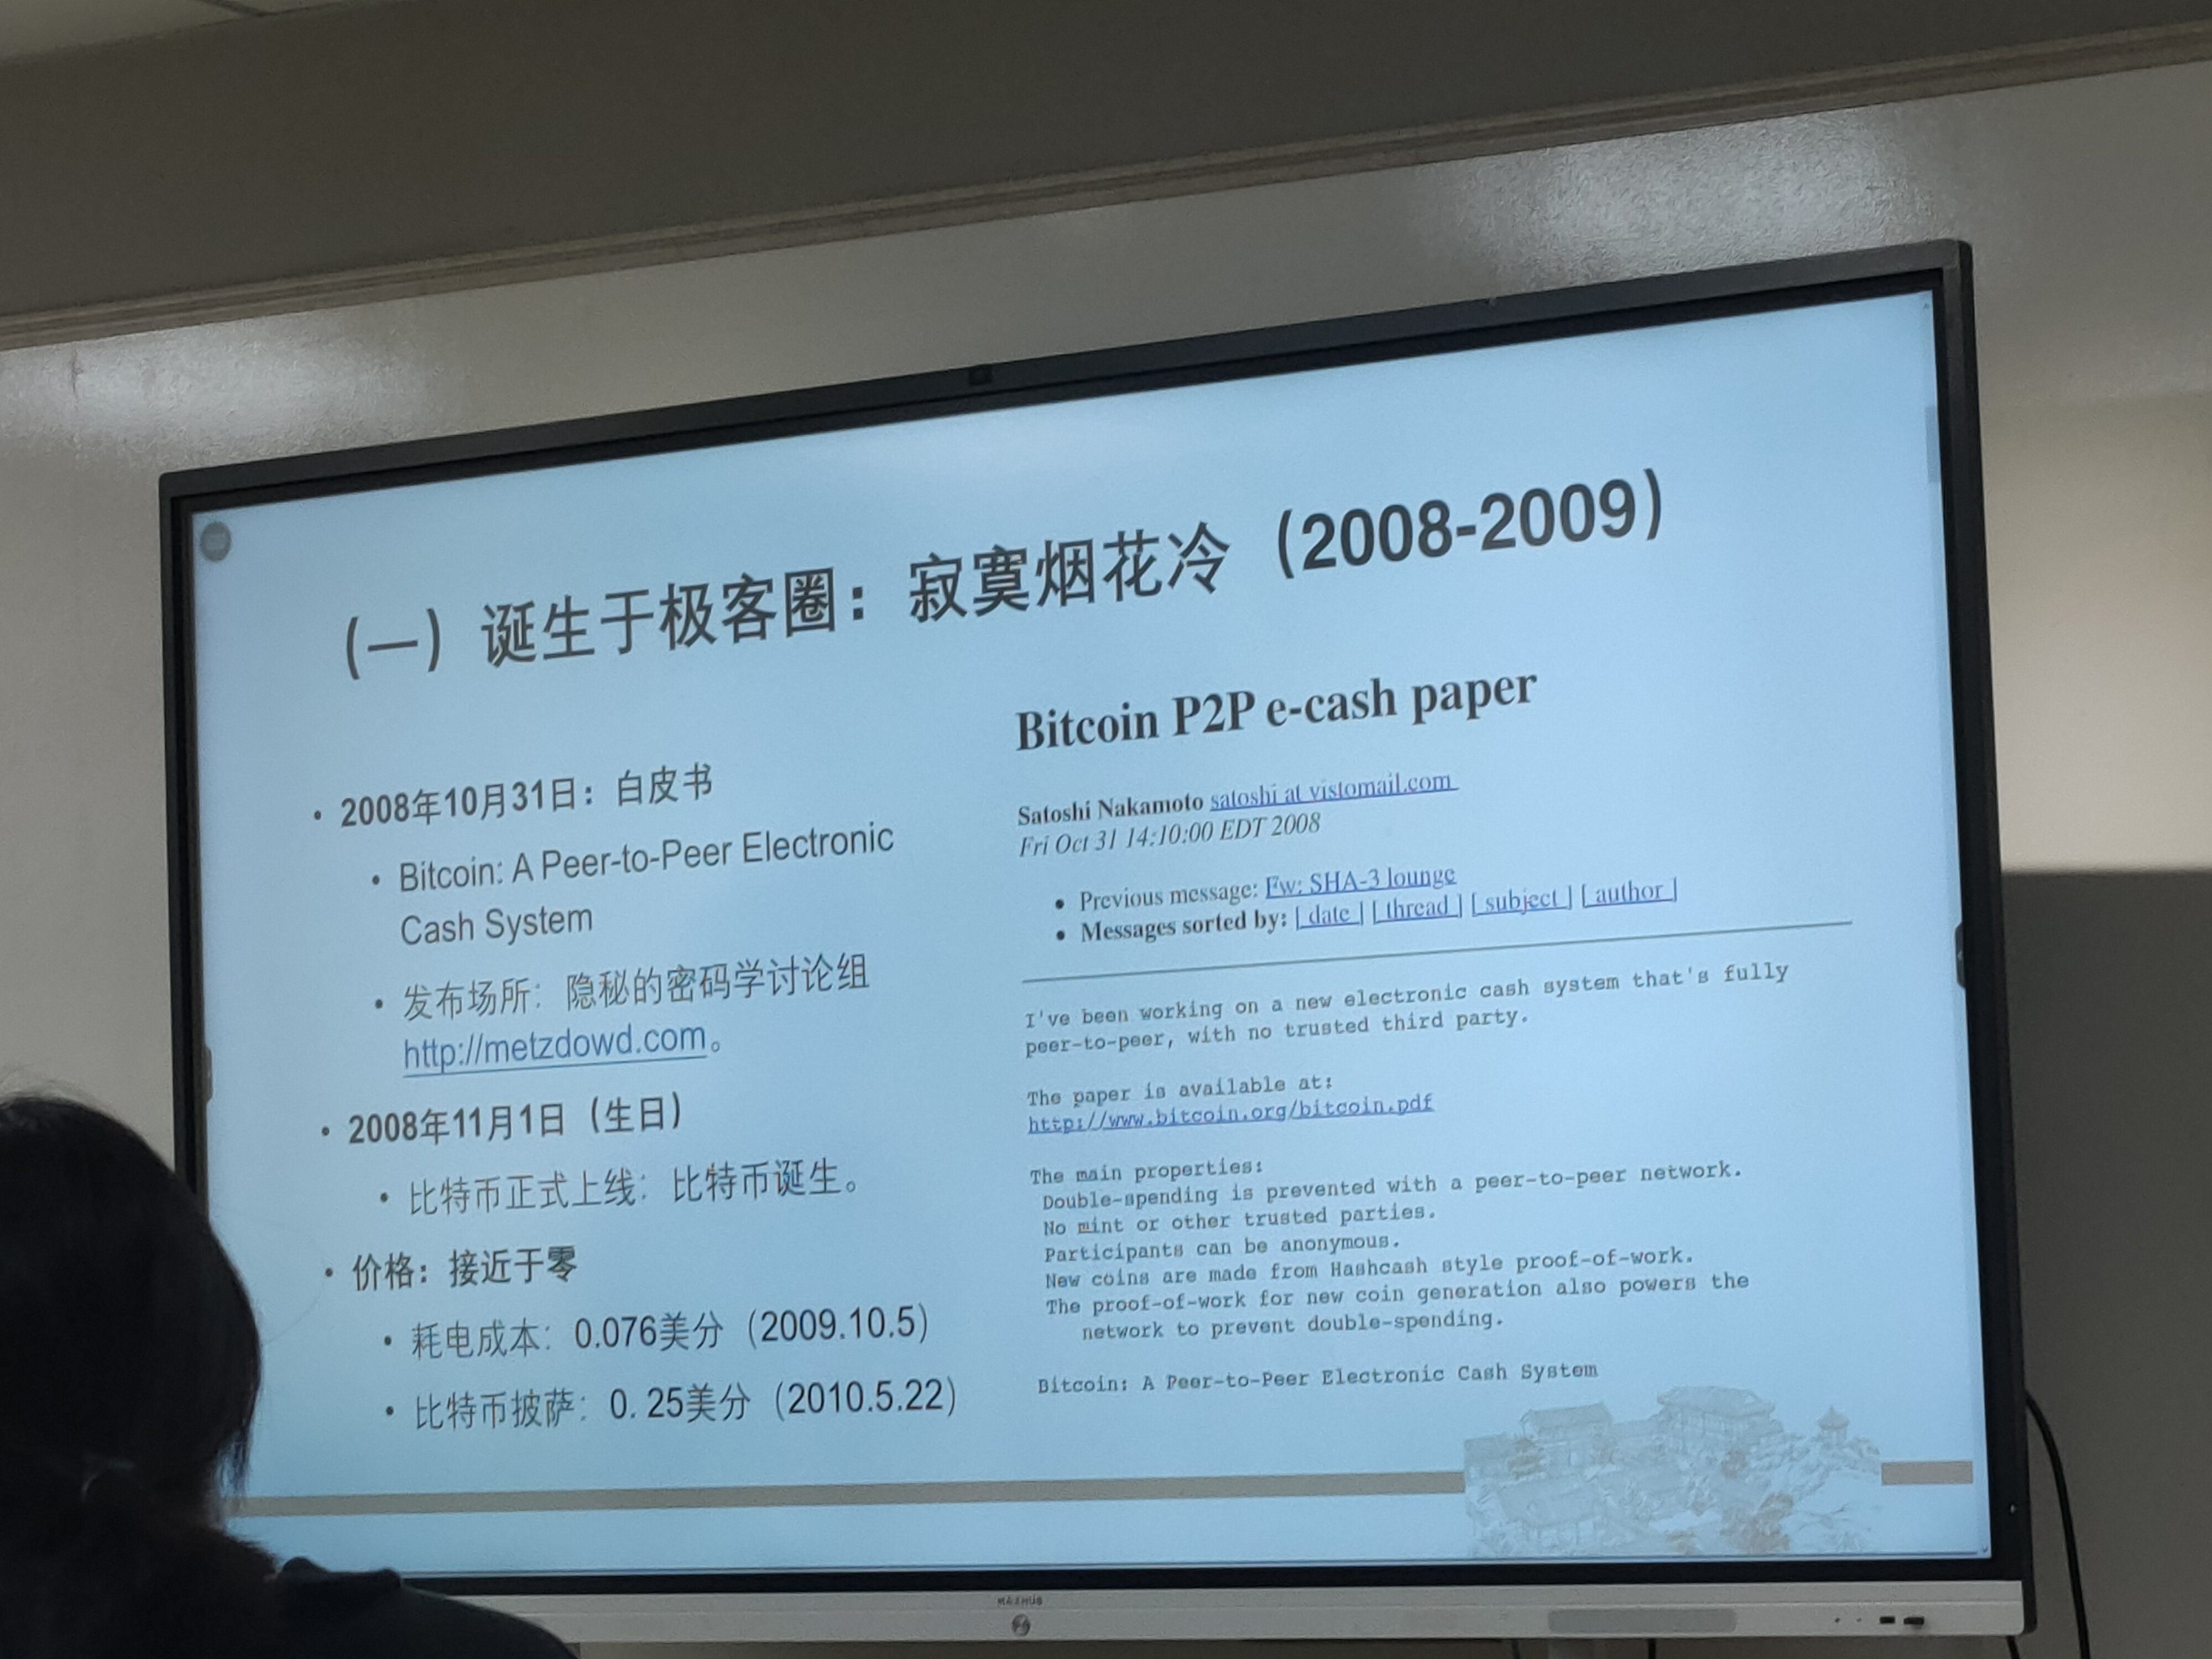 （一）诞生于极客圈：寂寞烟花冷（2008-2009）
• 2008年10月31日：白皮书
• Bitcoin: A Peer-to-Peer Electronic
Cash System
• 发布场所：隐秘的密码学讨论组
http://metzdowd.com。
• 2008年11月1日（生日）
• 比特币正式上线：比特币诞生。
• 价格：接近于零
• 耗电成本：0.076美分（2009.10.5）
• 比特币披萨：0. 25美分（2010.5.22）
Bitcoin P2P e-cash paper
Satoshi Nakamoto satoshi at vistomail.com
Fri Oct 31 14:10:00 EDT 2008
• Previous message: Fw: SHA-3 lounge
• Messages sorted by: [ date ] [ thread ] [ subject ] [ author ]
I've been working on a new electronic cash system that's fully
peer-to-peer, with no trusted third party.
The paper is available at:
http://www.bitcoin.org/bitcoin.pdf
The main properties:
Double-spending is prevented with a peer-to-peer network.
No mint or other trusted parties.
Participants can be anonymous.
New coins are made from Hashcash style proof-of-work.
The proof-of-work for new coin generation also powers the
network to prevent double-spending.
Bitcoin: A Peer-to-Peer Electronic Cash System